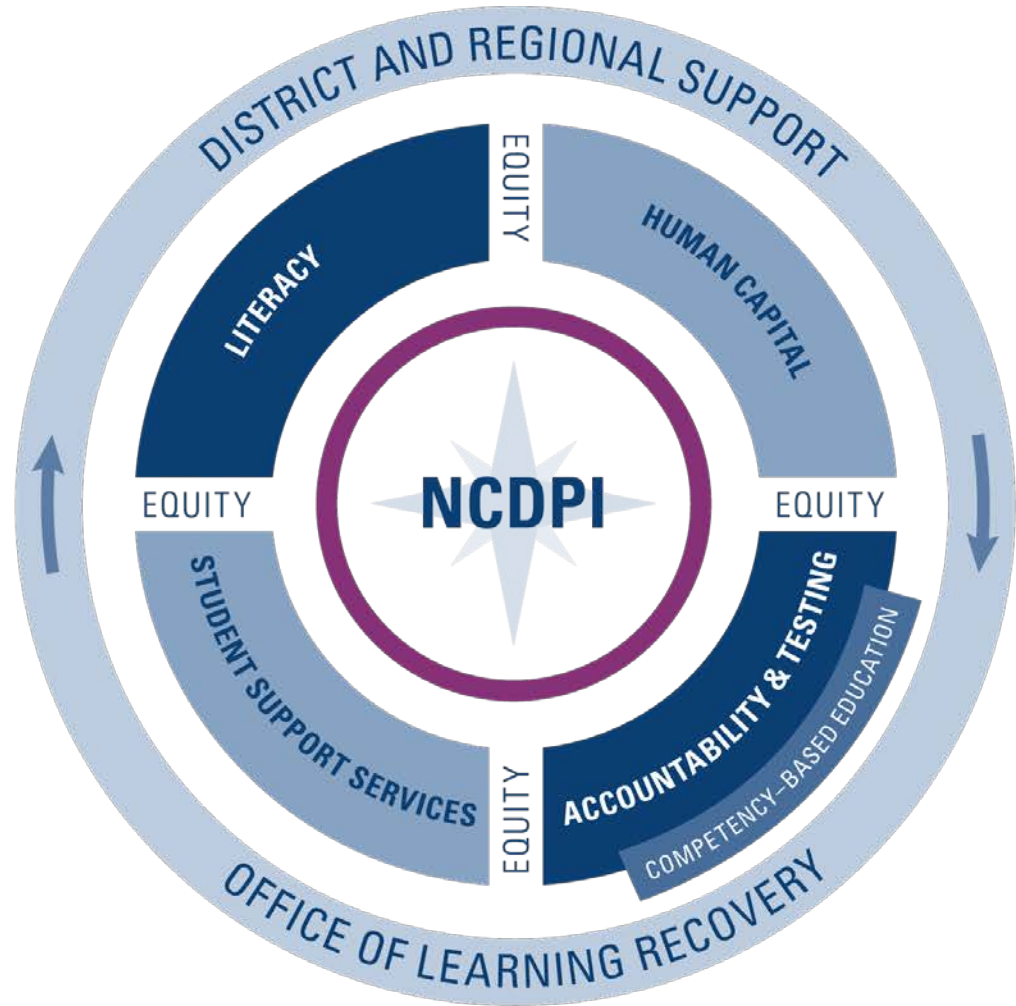 DISTRICT AND REGIONAL SUPPORT
EQUITY
LITERACY
HUMAN CAPITAL
NCDPI
EQUITY
EQUITY
STUDENT SUPPORT SERVICES
ACCOUNTABILITY & TESTING
COMPETENCY–BASED EDUCATION
EQUITY
OFFICE OF LEARNING RECOVERY